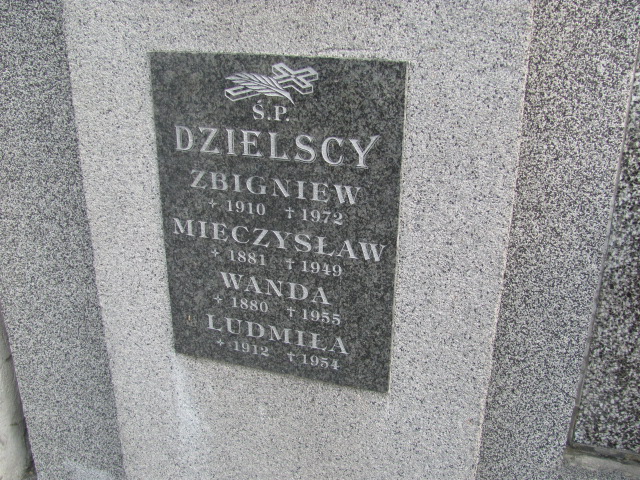 Ś.P.
DZIELSCY
ZBIGNIEW
+ 1910 † 1972
MIECZYSŁAW
+ 1881 † 1949
WANDA
+ 1880 † 1955
LUDMIŁA
+ 1912 † 1954